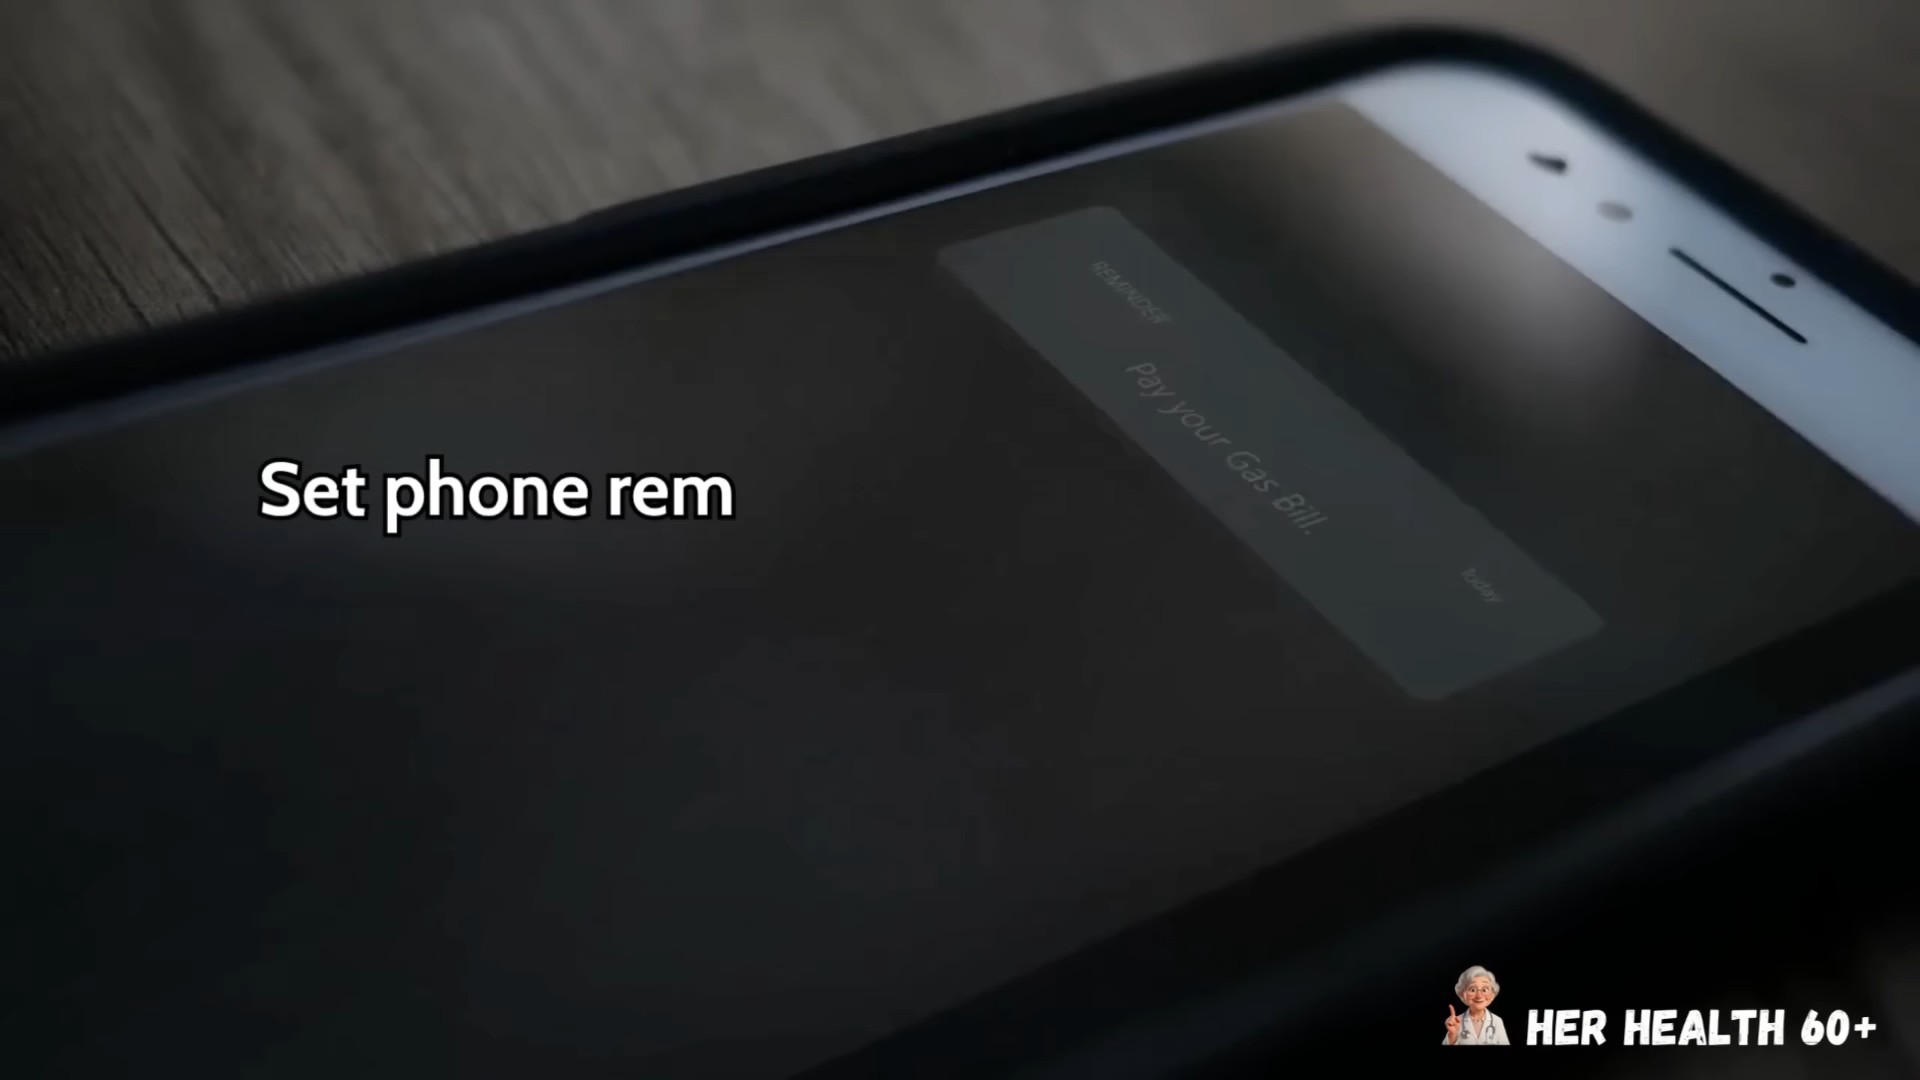 REMINDER
Pay your Gas Bill.
Today
Set phone rem
HER HEALTH 60+